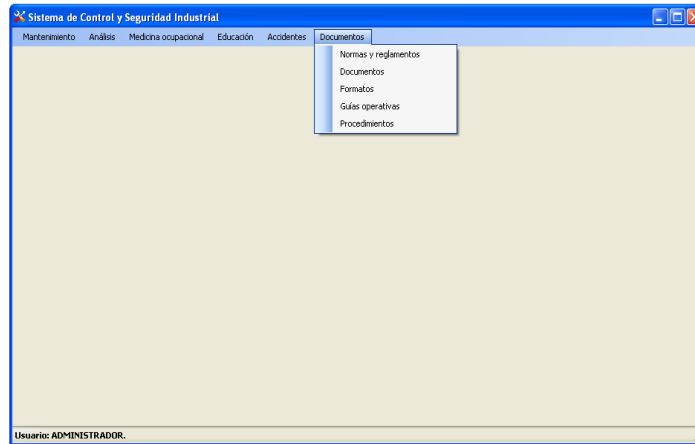 Sistema de Control y Seguridad Industrial
Mantenimiento Análisis Medicina ocupacional Educación Accidentes Documentos
Normas y reglamentos
Documentos
Formatos
Guías operativas
Procedimientos
Usuario: ADMINISTRADOR.